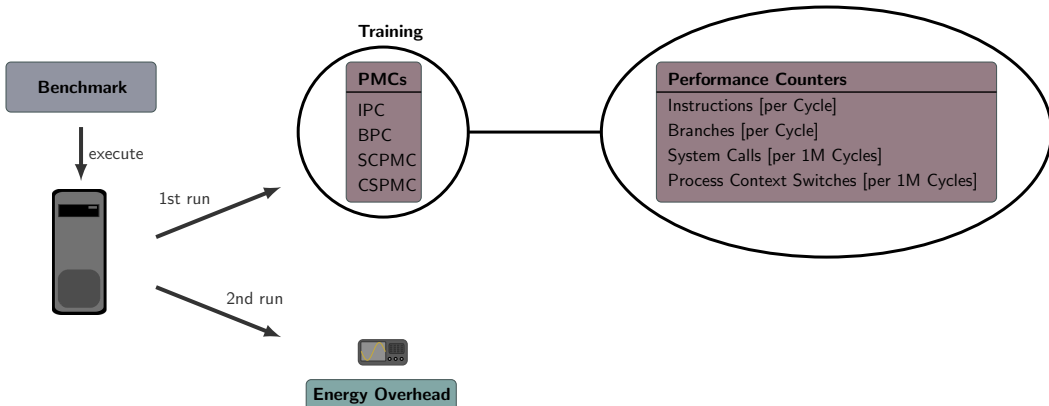 Training
Benchmark
execute
1st run
2nd run
PMCs
IPC
BPC
SCPMC
CSPMC
Performance Counters
Instructions [per Cycle]
Branches [per Cycle]
System Calls [per 1M Cycles]
Process Context Switches [per 1M Cycles]
Energy Overhead